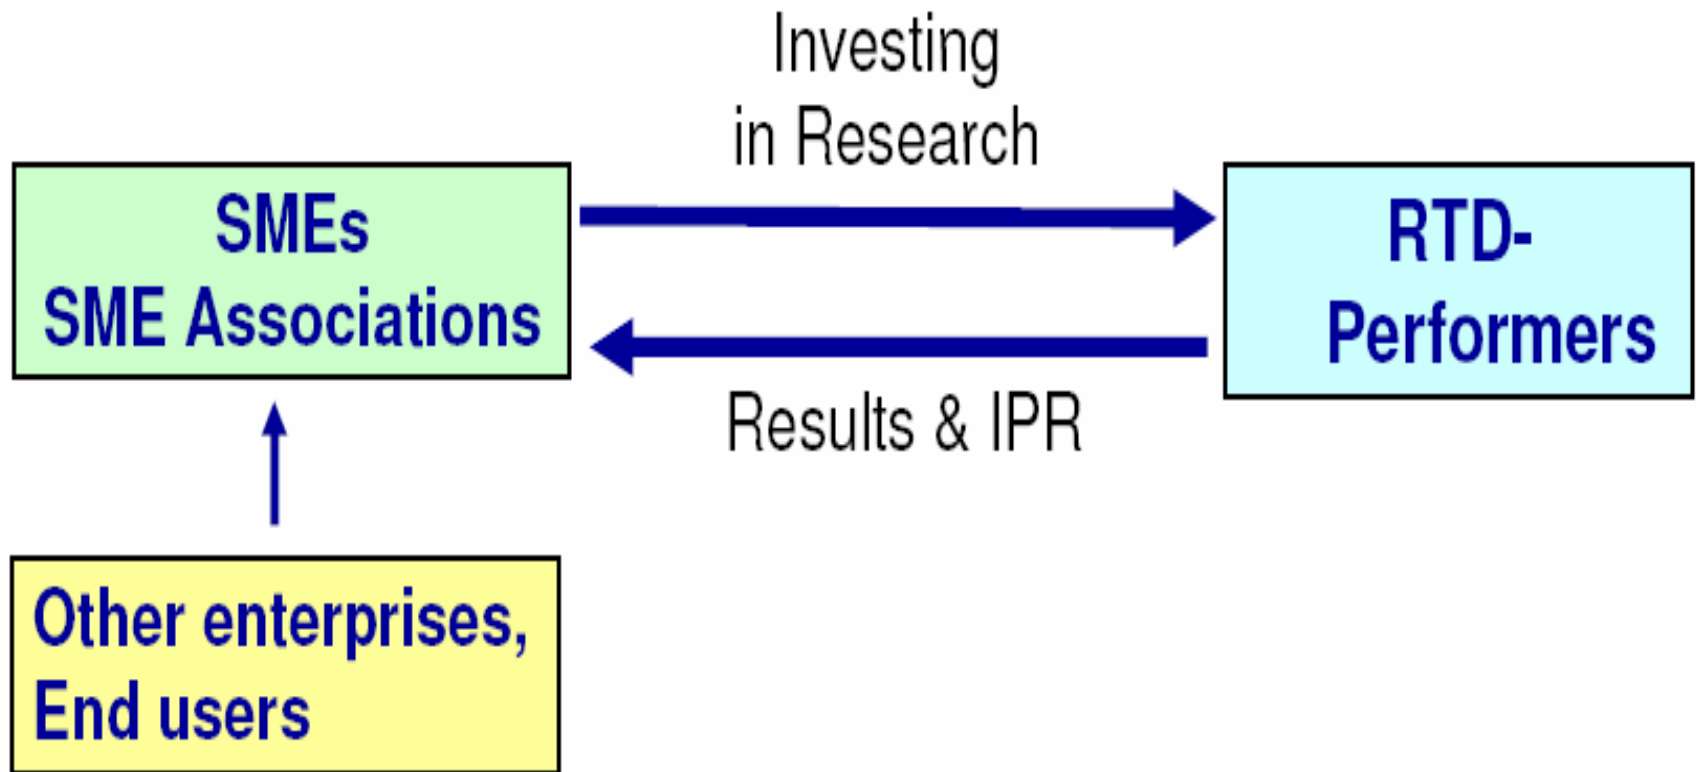 Investing
in Research
SMEs
SME Associations
RTD-
Performers
Results & IPR
Other enterprises,
End users